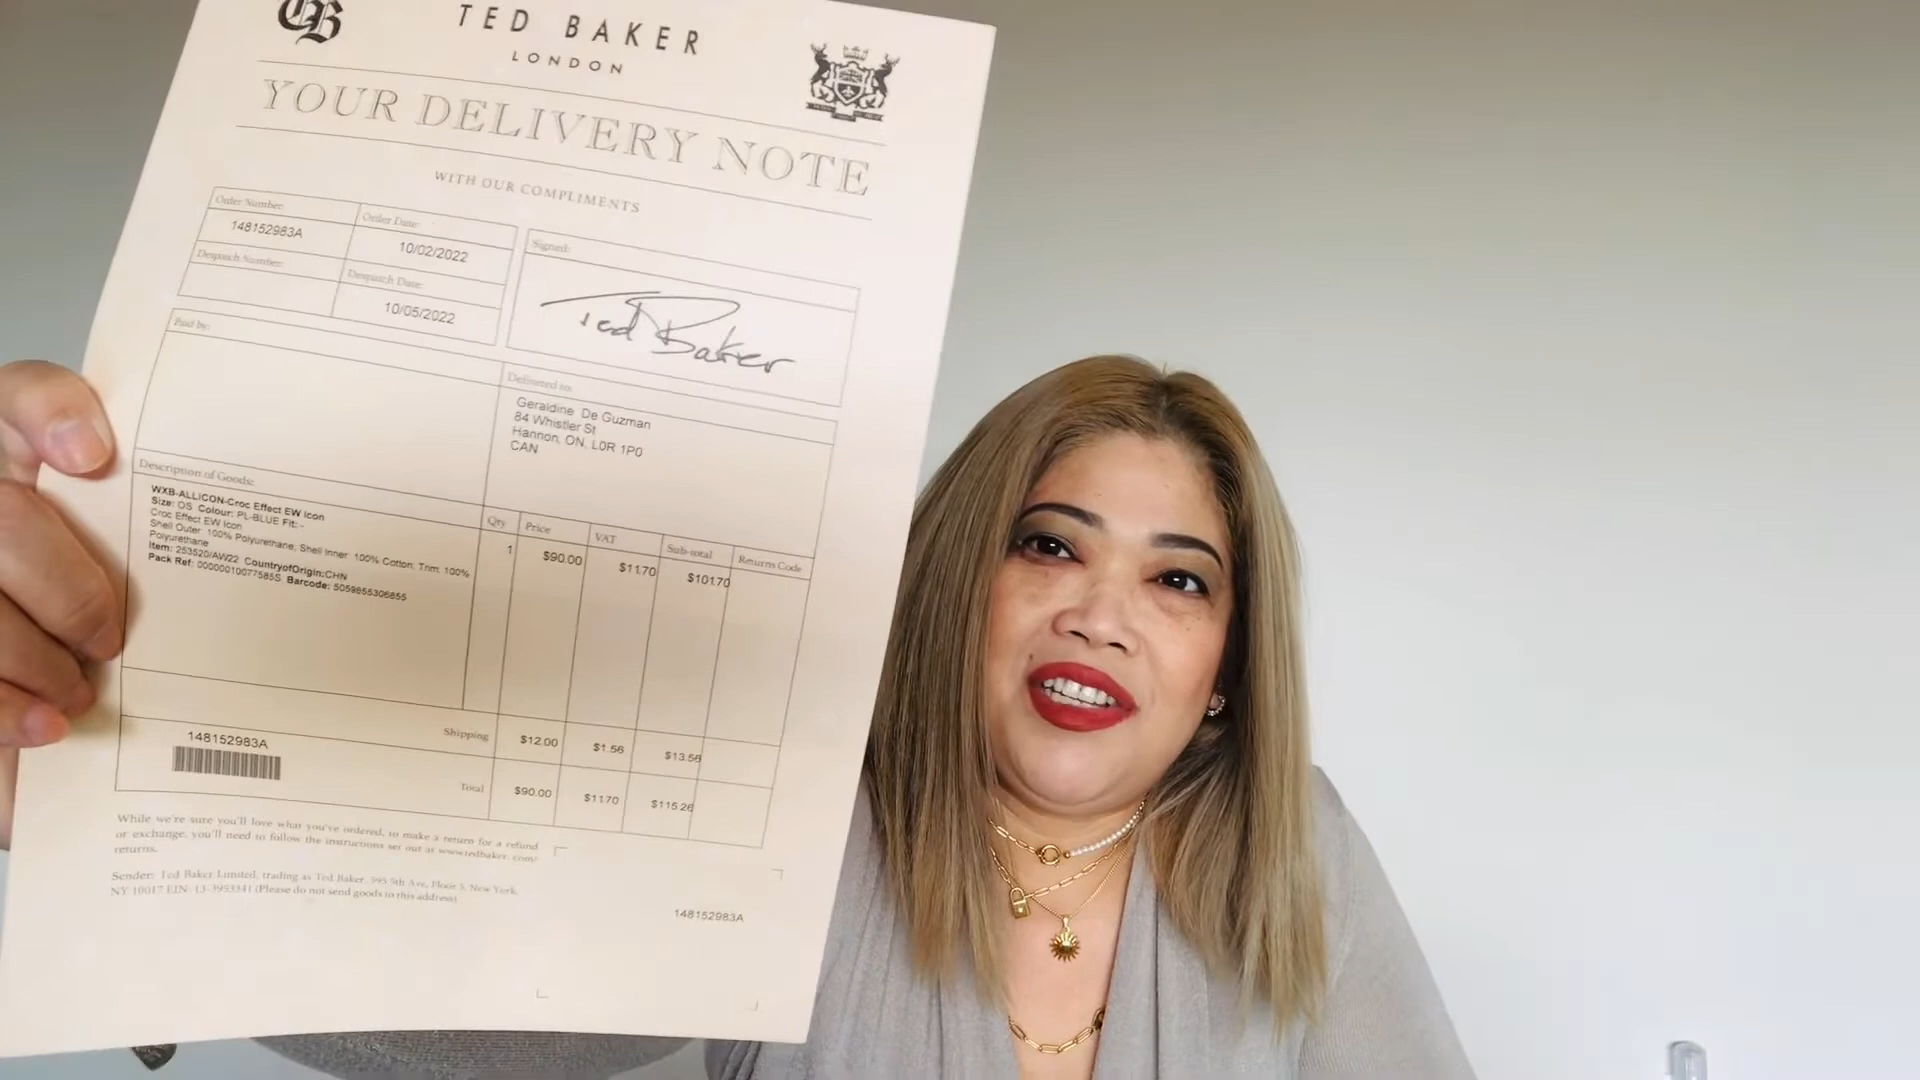 TED BAKER
LONDON
YOUR DELIVERY NOTE
WITH OUR COMPLIMENTS
Order Number:
148152983A
Order Date:
10/02/2022
Despatch Number:
Despatch Date:
10/05/2022
Signed:
Ted Baker
Paid by:
Delivered to:
Geraldine De Guzman
84 Whistler St
Hannon, ON, L0R 1P0
CAN
Description of Goods:
Qty
Price
VAT
Sub-total
Returns Code
WXB-ALLICON-Croc Effect EW Icon
Size: OS Colour: PL-BLUE Fit: -
Croc Effect EW Icon
Shell Outer 100% Polyurethane, Shell Inner 100% Cotton, Trim: 100%
Polyurethane
Item: 253520/AW22 CountryofOrigin:CHN
Pack Ref: 00000010077585S Barcode: 5059855306855
1
$90.00
$11.70
$101.70
148152983A
Shipping
$12.00
$1.56
$13.56
Total
$90.00
$11.70
$115.26
While we're sure you'll love what you've ordered, to make a return for a refund
or exchange, you'll need to follow the instructions set out at www.tedbaker.com/
returns.
Sender: Ted Baker Limited, trading as Ted Baker, 595 5th Ave, Floor 5, New York,
NY 10017 EIN: 13-3953341 (Please do not send goods to this address)
148152983A